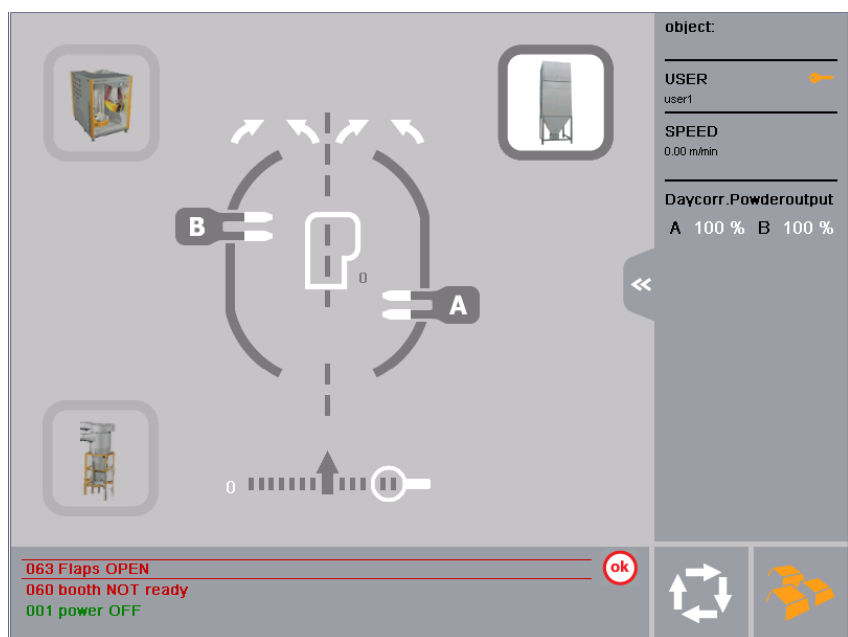 object:
USER
user1
SPEED
0.00 m/min
Daycorr.Powderoutput
A 100 % B 100 %
B
0
A
«
0
063 Flaps OPEN
ok
060 booth NOT ready
001 power OFF